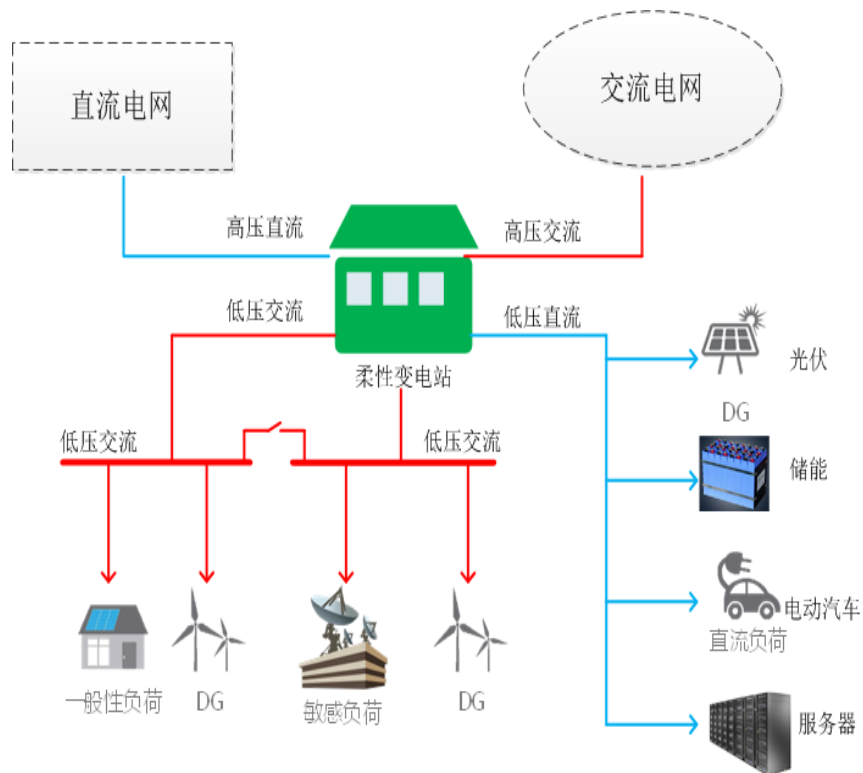 直流电网
交流电网
高压直流
高压交流
低压交流
低压直流
柔性变电站
光伏
DG
低压交流
低压交流
储能
电动汽车
直流负荷
一般性负荷
DG
敏感负荷
DG
服务器